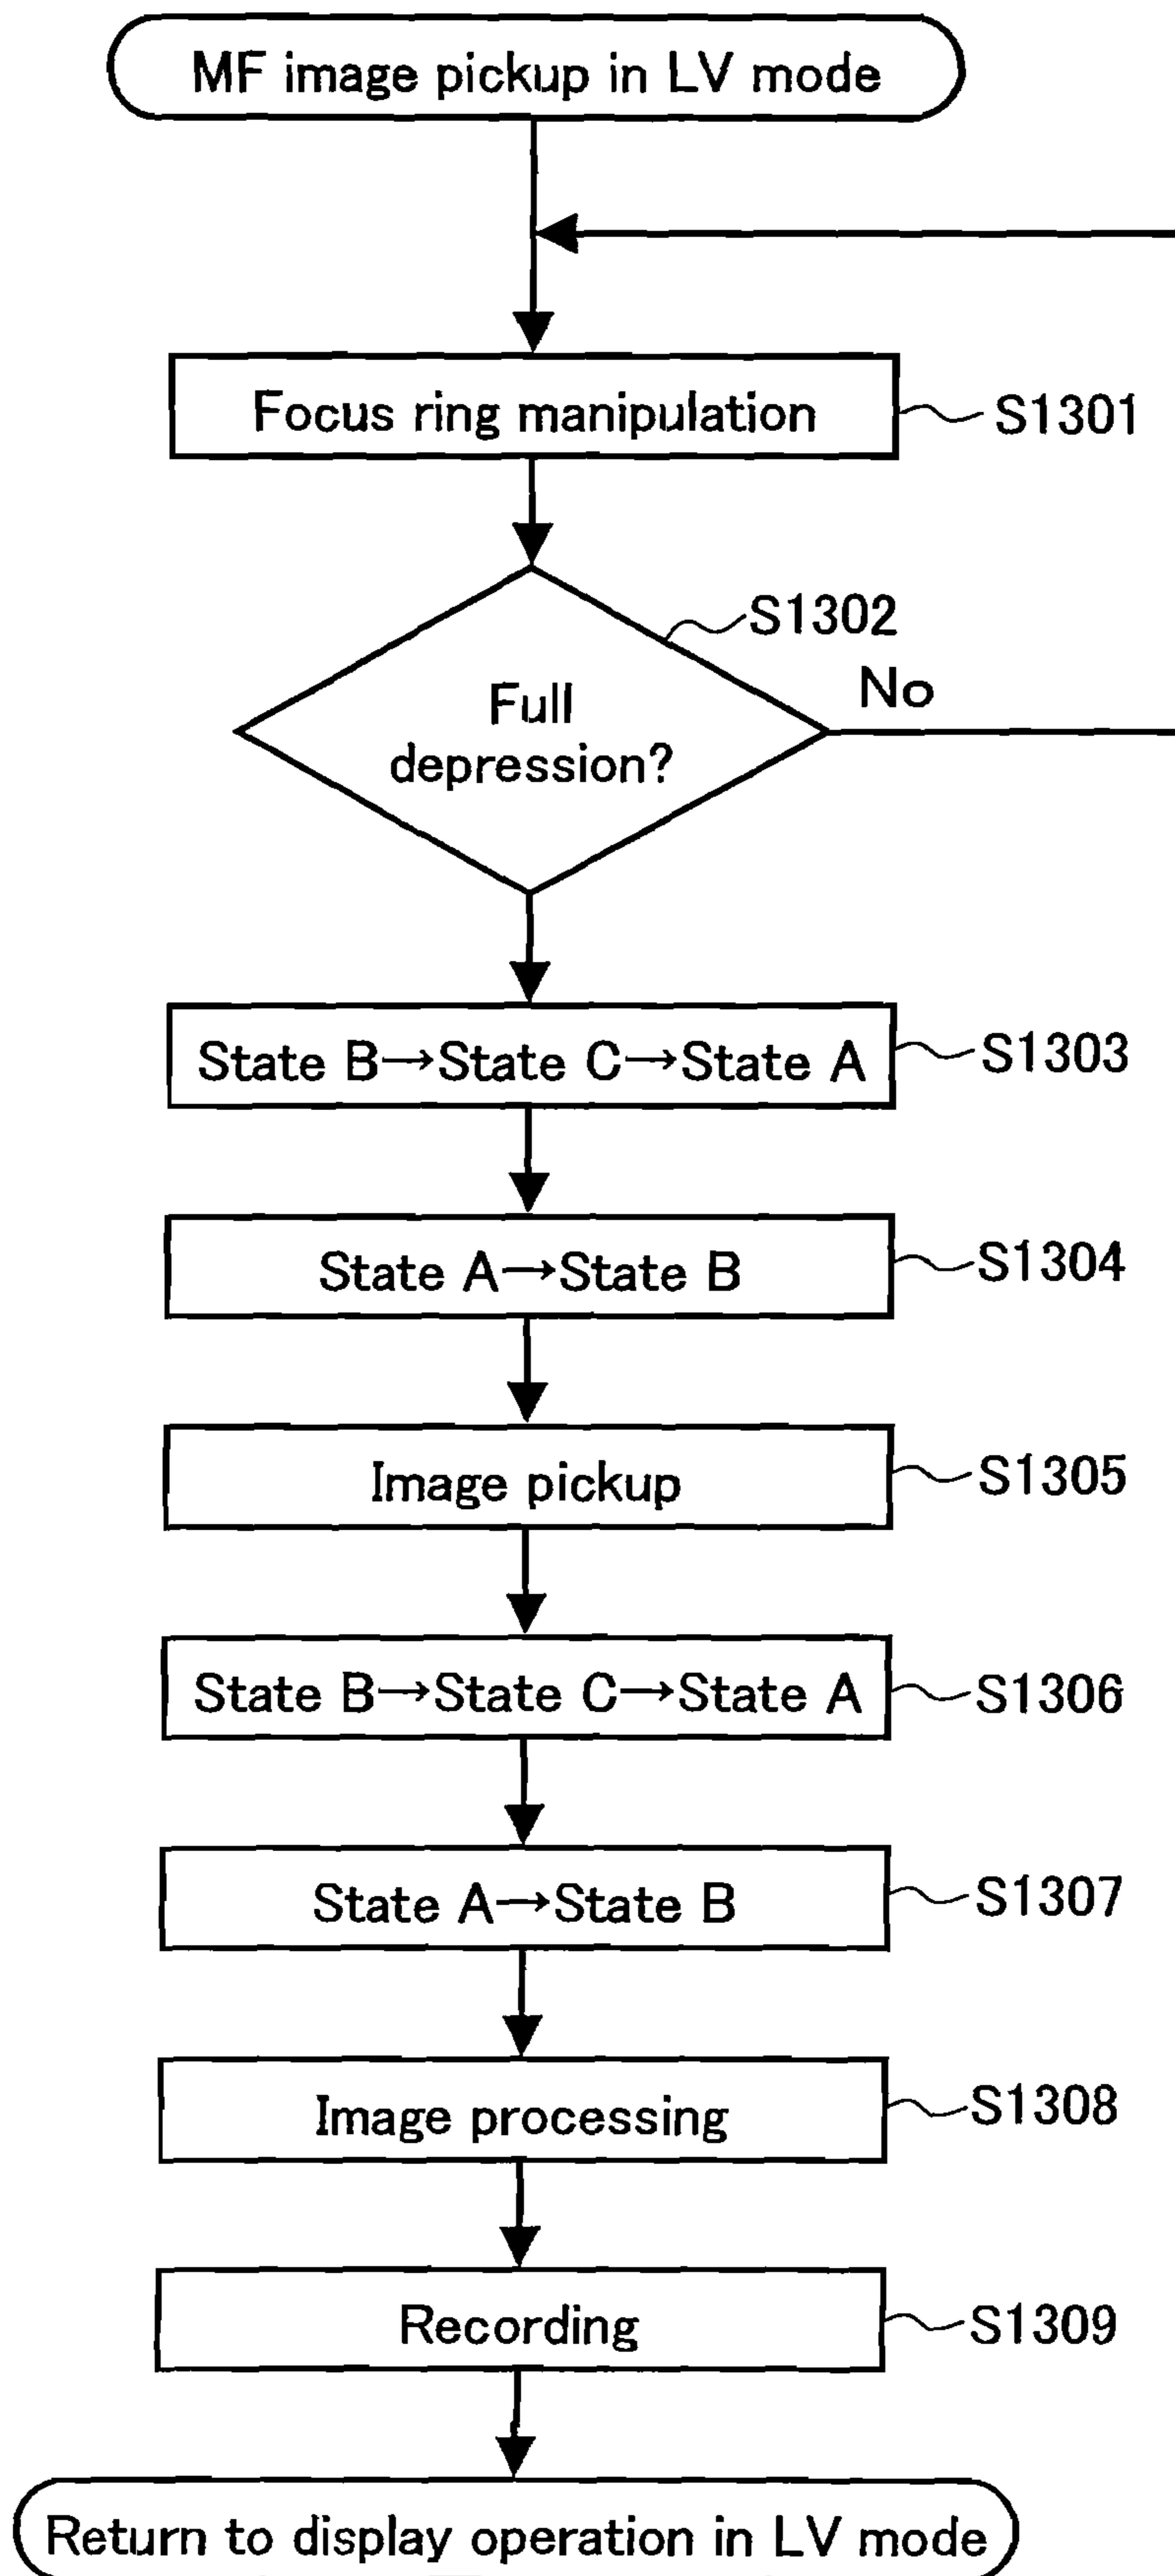 MF image pickup in LV mode
Focus ring manipulation
S1301
S1302
No
Full
depression?
State B→State C→State A
S1303
State A→State B
S1304
Image pickup
S1305
State B→State C→State A
S1306
State A→State B
S1307
Image processing
S1308
Recording
S1309
Return to display operation in LV mode